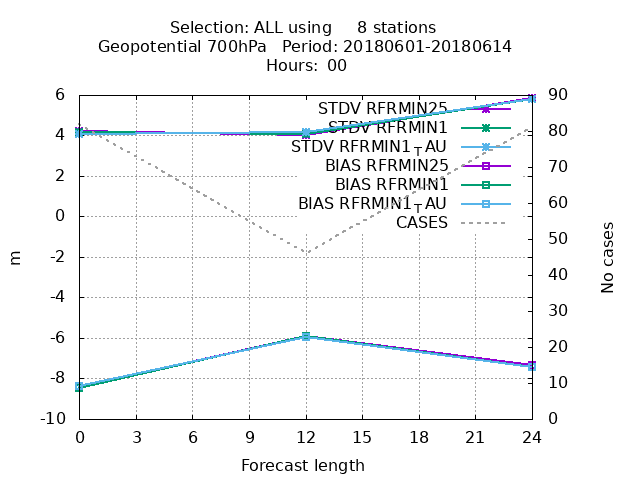 Selection: ALL using 8 stations
Geopotential 700hPa Period: 20180601-20180614
Hours: 00
6
4
2
0
-2
-4
-6
-8
-10
m
90
80
70
60
50
40
30
20
10
0
No cases
STDV RFRMIN25
STDV RFRMIN1
STDV RFRMIN1TAU
BIAS RFRMIN25
BIAS RFRMIN1
BIAS RFRMIN1TAU
CASES
0 3 6 9 12 15 18 21 24
Forecast length